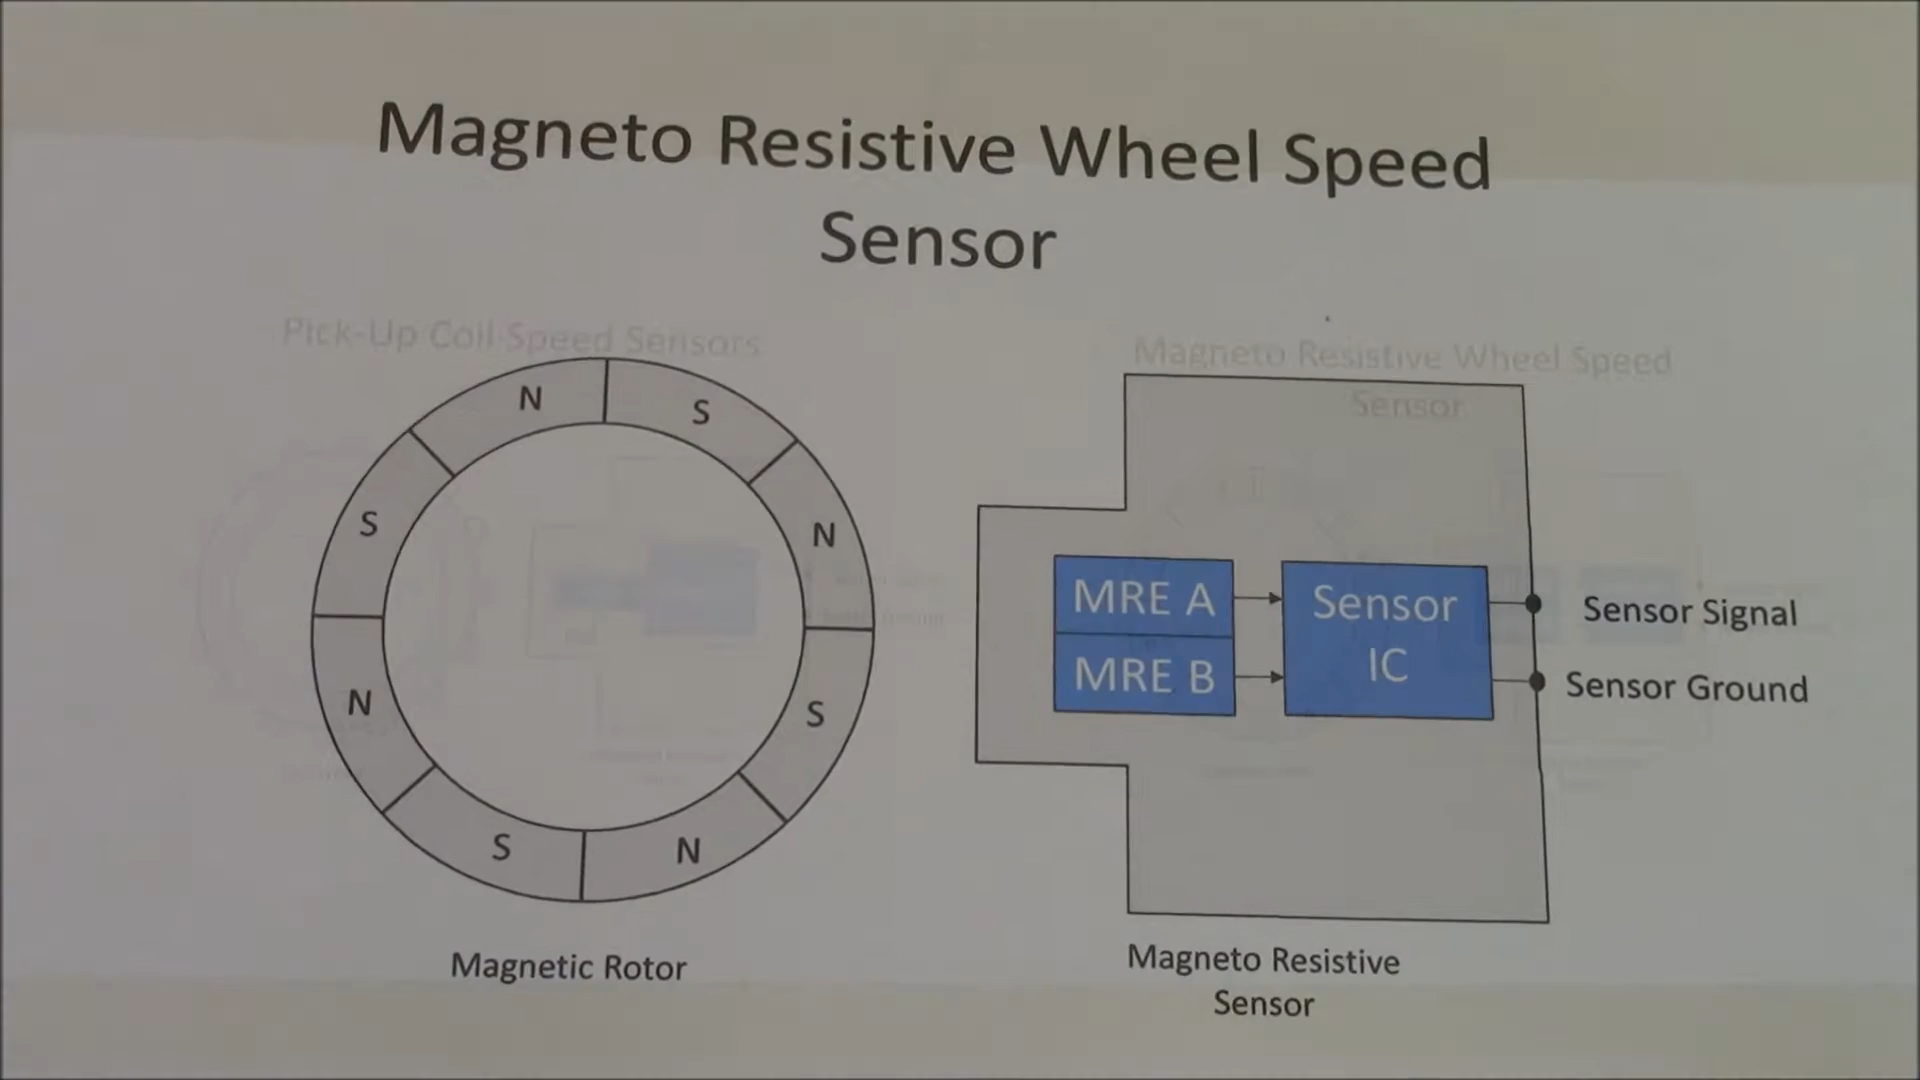 Magneto Resistive Wheel Speed
Sensor
Pick-Up Coil Speed Sensors
Magneto Resistive Wheel Speed
Sensor
N
S
S
N
N
S
S
N
MRE A
MRE B
Sensor
IC
Sensor Signal
Sensor Ground
Magnetic Rotor
Magneto Resistive
Sensor